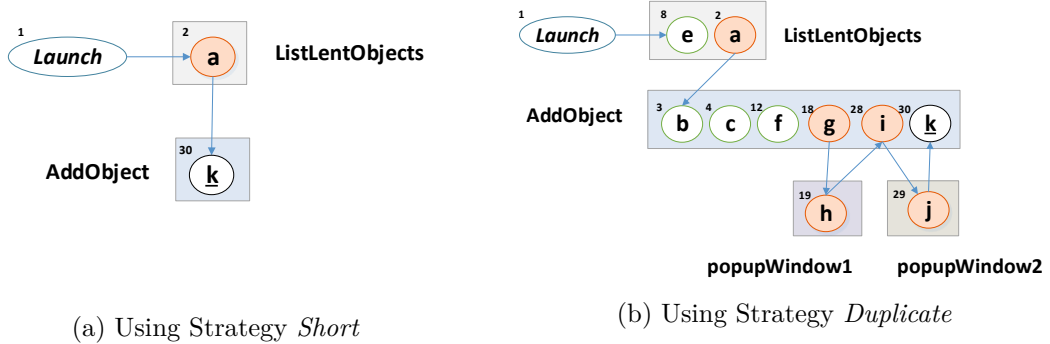 1
Launch
2
a
ListLentObjects
30
k
AddObject
(a) Using Strategy Short
1
Launch
8
e
2
a
ListLentObjects
AddObject
3
b
4
c
12
f
18
g
28
i
30
k
19
h
29
j
popupWindow1
popupWindow2
(b) Using Strategy Duplicate